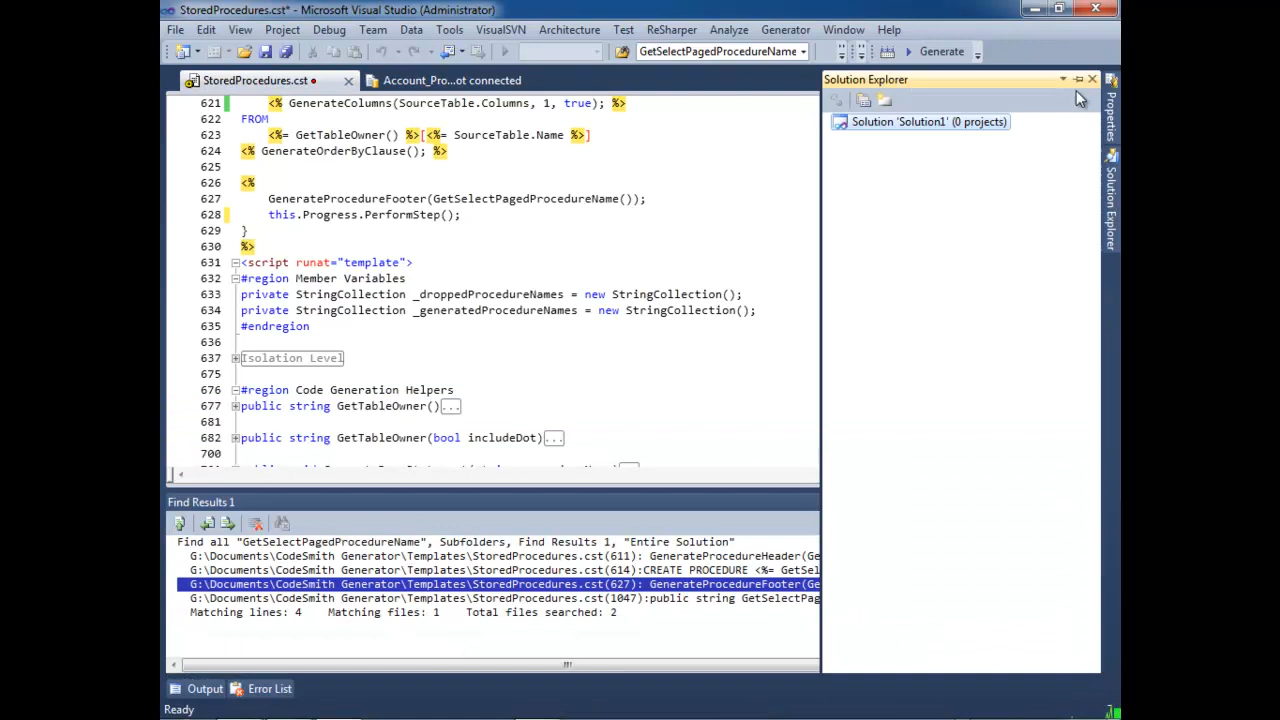 StoredProcedures.cst* - Microsoft Visual Studio (Administrator)
File Edit View Project Debug Team Data Tools VisualSVN Architecture Test ReSharper Analyze Generator Window Help
GetSelectPagedProcedureName Generate
StoredProcedures.cst Account_Pro...ot connected
621 <% GenerateColumns(SourceTable.Columns, 1, true); %>
622 FROM
623 <%= GetTableOwner() %>[<%= SourceTable.Name %>]
624 <% GenerateOrderByClause(); %>
625
626 <%
627 GenerateProcedureFooter(GetSelectPagedProcedureName());
628 this.Progress.PerformStep();
629 }
630 %>
631 <script runat="template">
632 #region Member Variables
633 private StringCollection _droppedProcedureNames = new StringCollection();
634 private StringCollection _generatedProcedureNames = new StringCollection();
635 #endregion
636
637 Isolation Level
675
676 #region Code Generation Helpers
677 public string GetTableOwner()...
681
682 public string GetTableOwner(bool includeDot)...
700
Find Results 1
Find all "GetSelectPagedProcedureName", Subfolders, Find Results 1, "Entire Solution"
G:\Documents\CodeSmith Generator\Templates\StoredProcedures.cst(611): GenerateProcedureHeader(Ge
G:\Documents\CodeSmith Generator\Templates\StoredProcedures.cst(614):CREATE PROCEDURE <%= GetSel
G:\Documents\CodeSmith Generator\Templates\StoredProcedures.cst(627): GenerateProcedureFooter(Ge
G:\Documents\CodeSmith Generator\Templates\StoredProcedures.cst(1047):public string GetSelectPag
Matching lines: 4 Matching files: 1 Total files searched: 2
Output Error List
Ready
Solution Explorer
Solution 'Solution1' (0 projects)
Properties
Solution Explorer